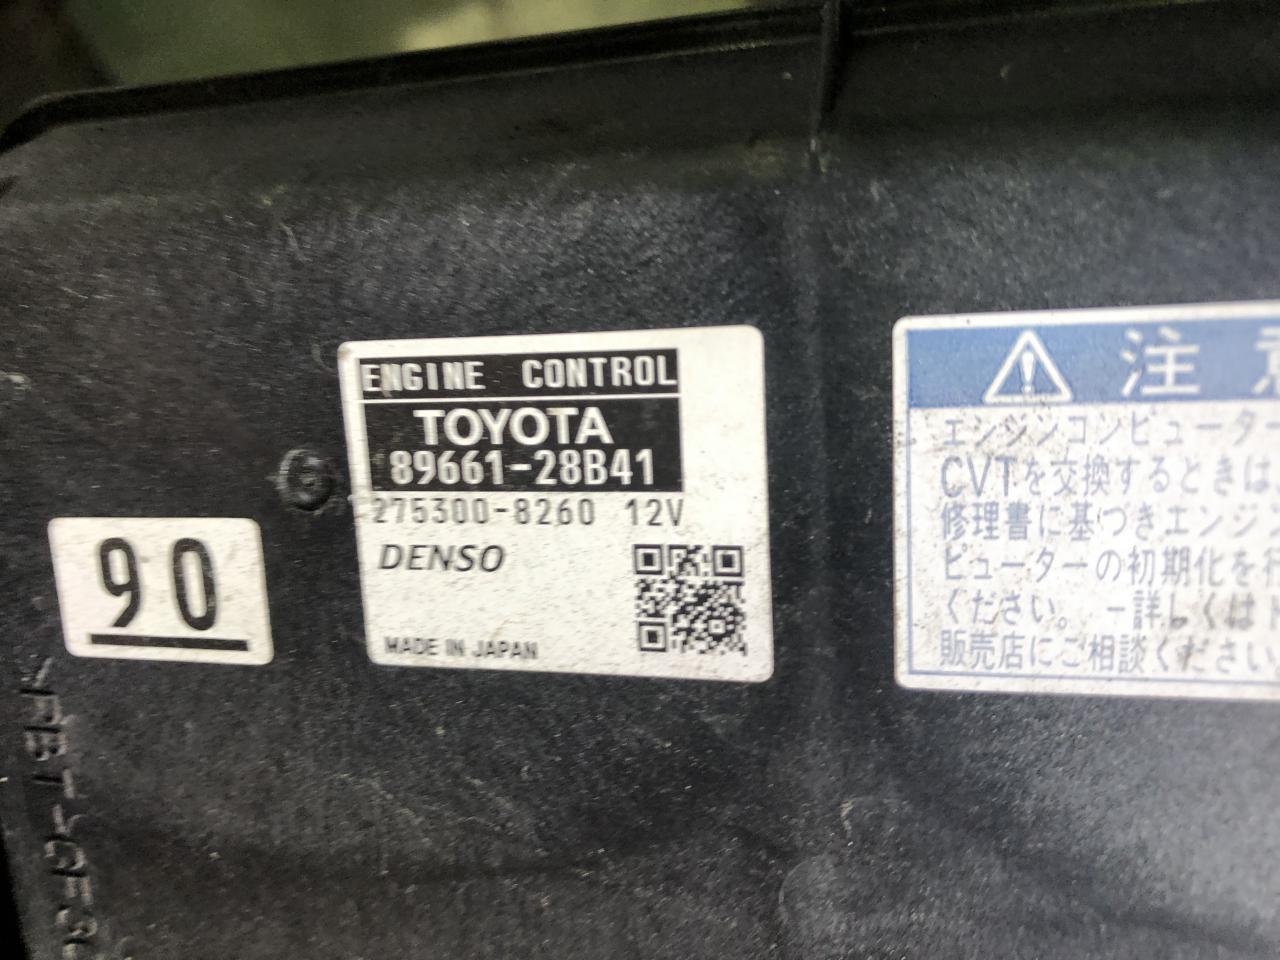 ENGINE CONTROL
TOYOTA
89661-28B41
275300-8260 12V
DENSO
MADE IN JAPAN
90
注意
エンジンコンピューター
CVTを交換するときは
修理書に基づきエンジン
ピューターの初期化を行
ください。 ー詳しくは
販売店にご相談ください